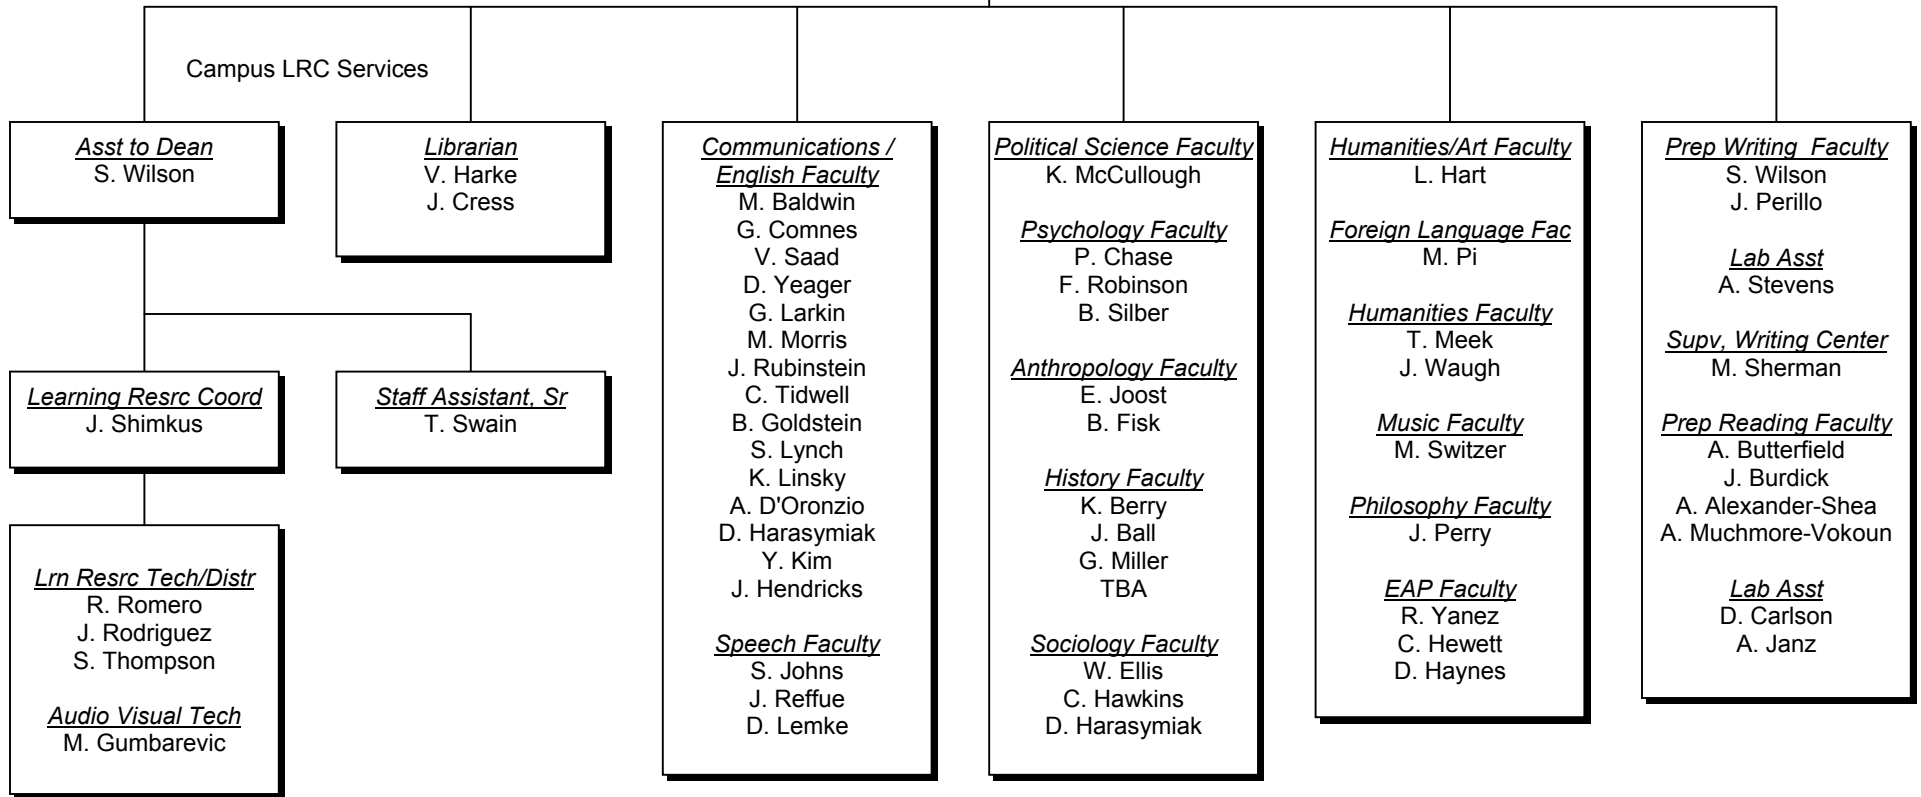 Campus LRC Services
Asst to Dean
S. Wilson
Librarian
V. Harke
J. Cress
Learning Resrc Coord
J. Shimkus
Staff Assistant, Sr
T. Swain
Lrn Resrc Tech/Distr
R. Romero
J. Rodriguez
S. Thompson
Audio Visual Tech
M. Gumbarevic
Communications /
English Faculty
M. Baldwin
G. Comnes
V. Saad
D. Yeager
G. Larkin
M. Morris
J. Rubinstein
C. Tidwell
B. Goldstein
S. Lynch
K. Linsky
A. D'Oronzio
D. Harasymiak
Y. Kim
J. Hendricks
Speech Faculty
S. Johns
J. Reffue
D. Lemke
Political Science Faculty
K. McCullough
Psychology Faculty
P. Chase
F. Robinson
B. Silber
Anthropology Faculty
E. Joost
B. Fisk
History Faculty
K. Berry
J. Ball
G. Miller
TBA
Sociology Faculty
W. Ellis
C. Hawkins
D. Harasymiak
Humanities/Art Faculty
L. Hart
Foreign Language Fac
M. Pi
Humanities Faculty
T. Meek
J. Waugh
Music Faculty
M. Switzer
Philosophy Faculty
J. Perry
EAP Faculty
R. Yanez
C. Hewett
D. Haynes
Prep Writing Faculty
S. Wilson
J. Perillo
Lab Asst
A. Stevens
Supv, Writing Center
M. Sherman
Prep Reading Faculty
A. Butterfield
J. Burdick
A. Alexander-Shea
A. Muchmore-Vokoun
Lab Asst
D. Carlson
A. Janz